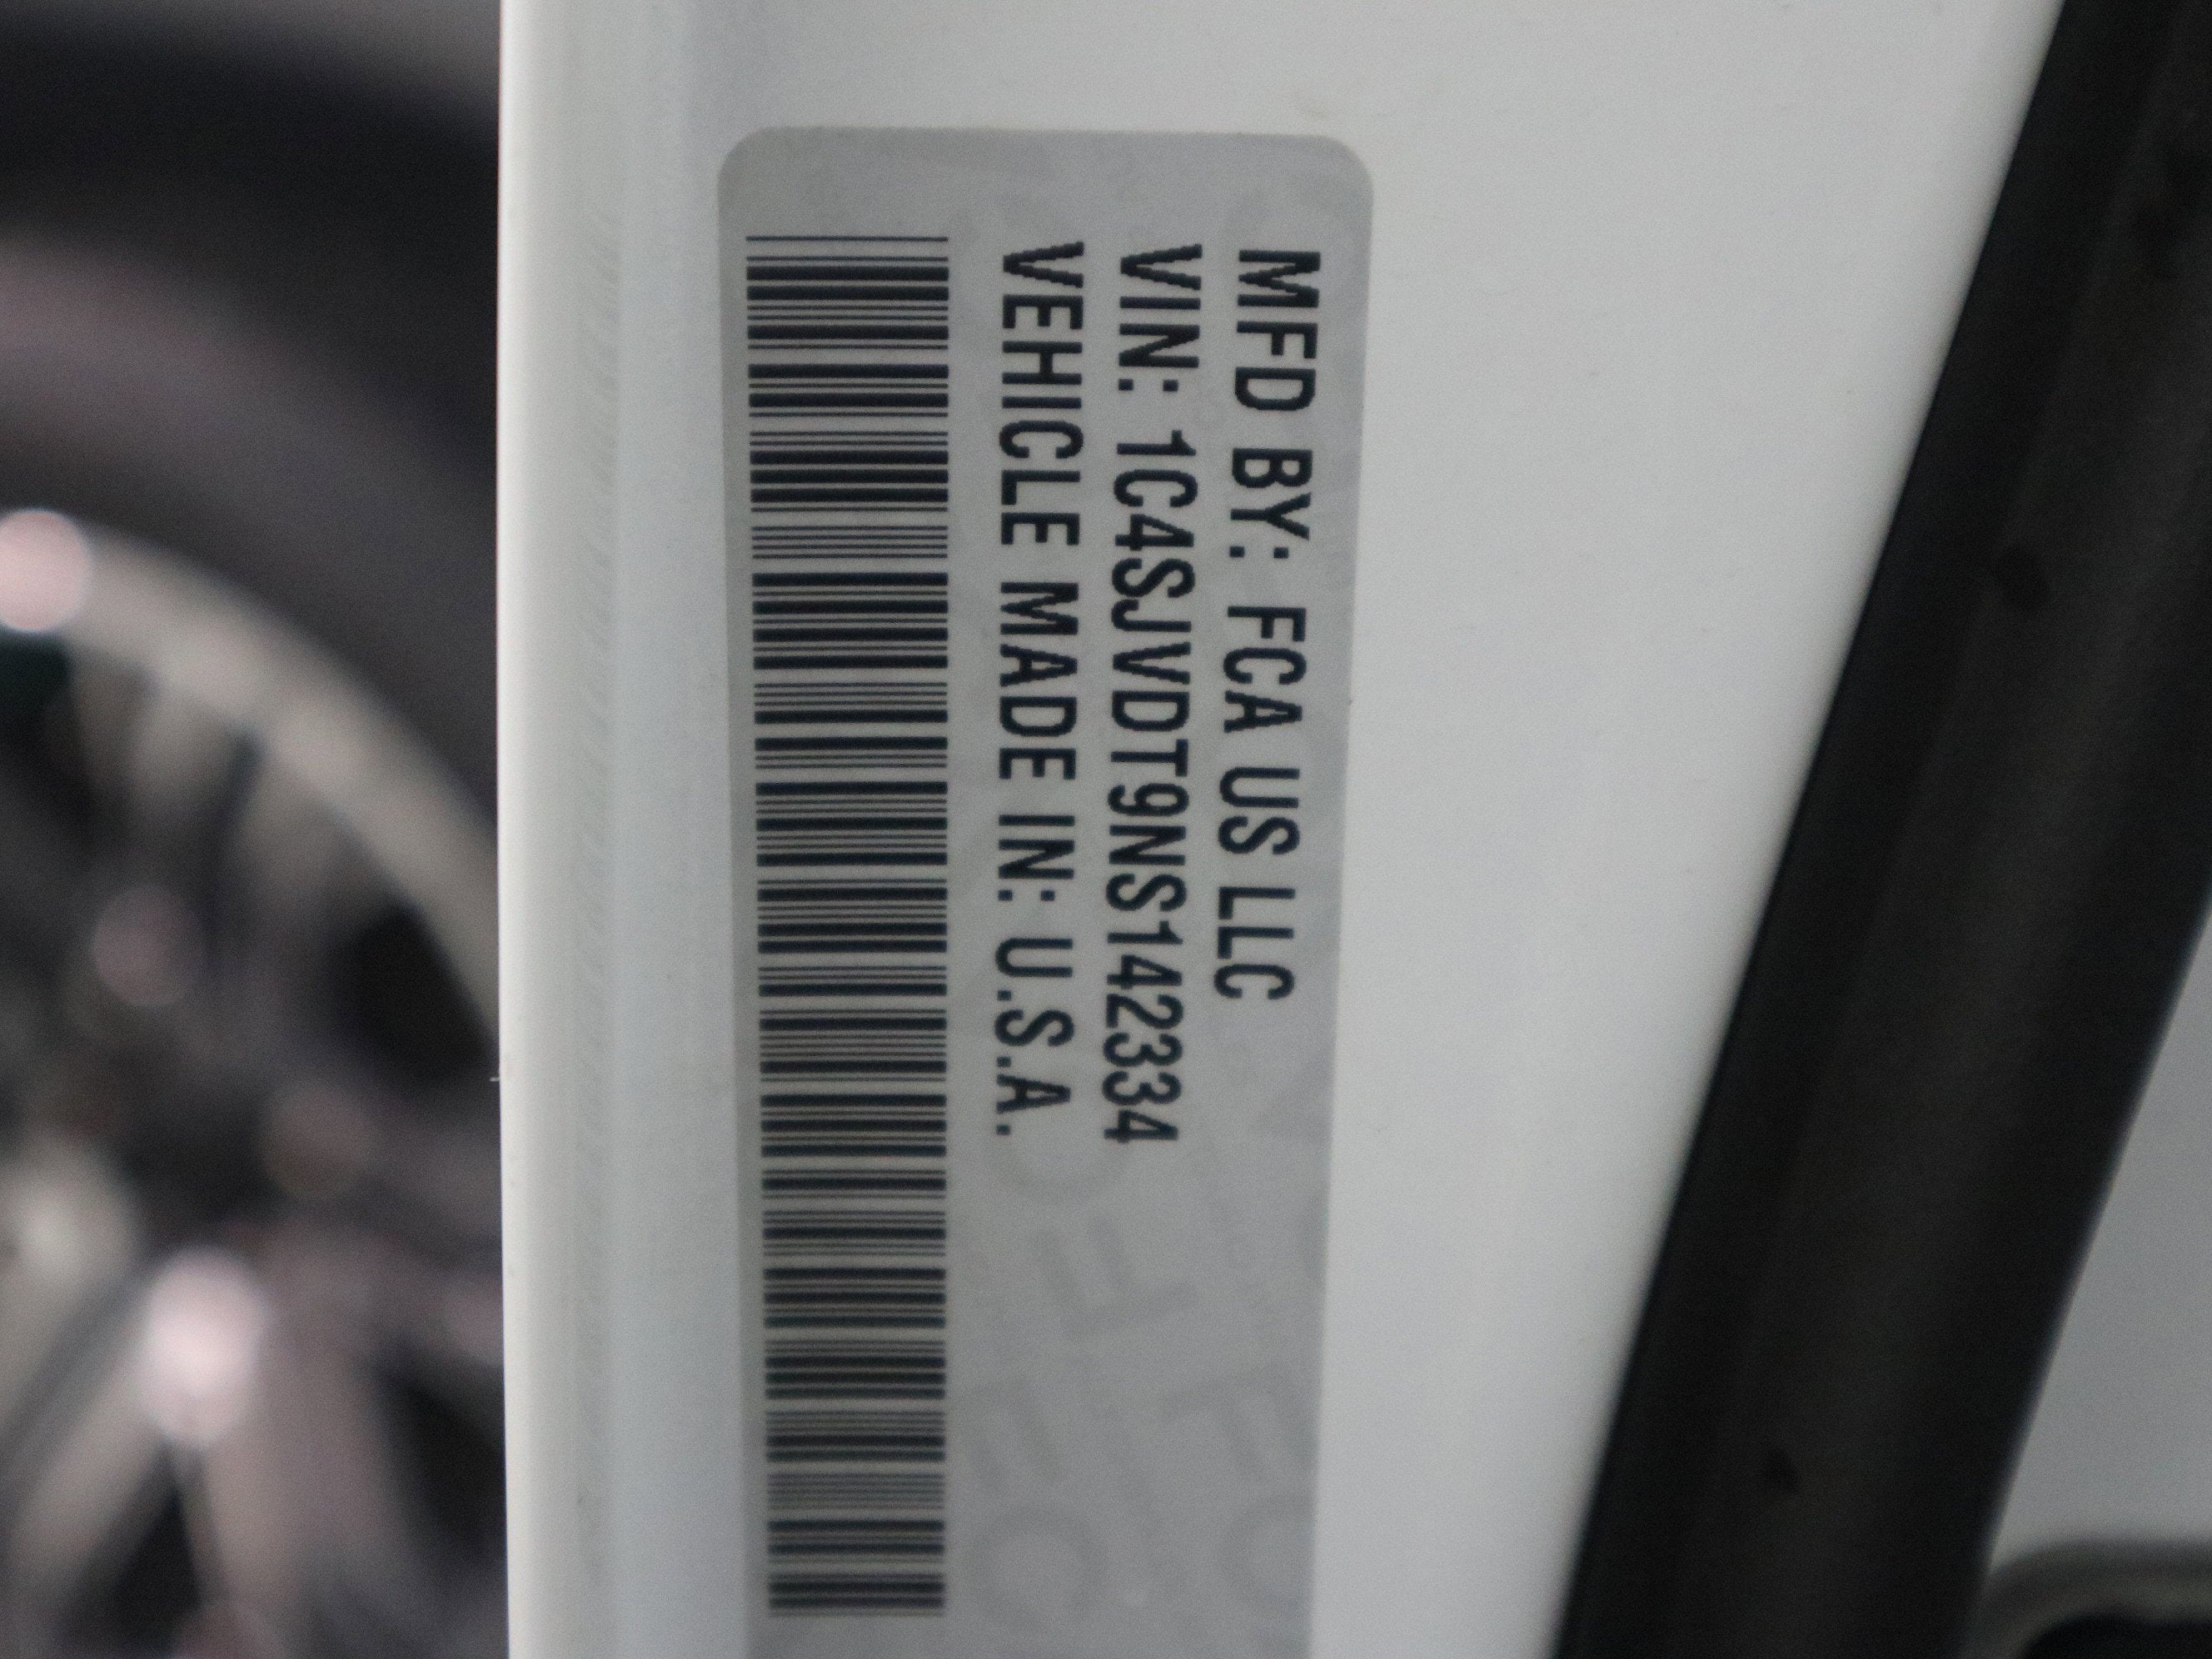 MFD BY: FCA US LLC
VIN: 1C4SJVDT9NS142334
VEHICLE MADE IN: U.S.A.